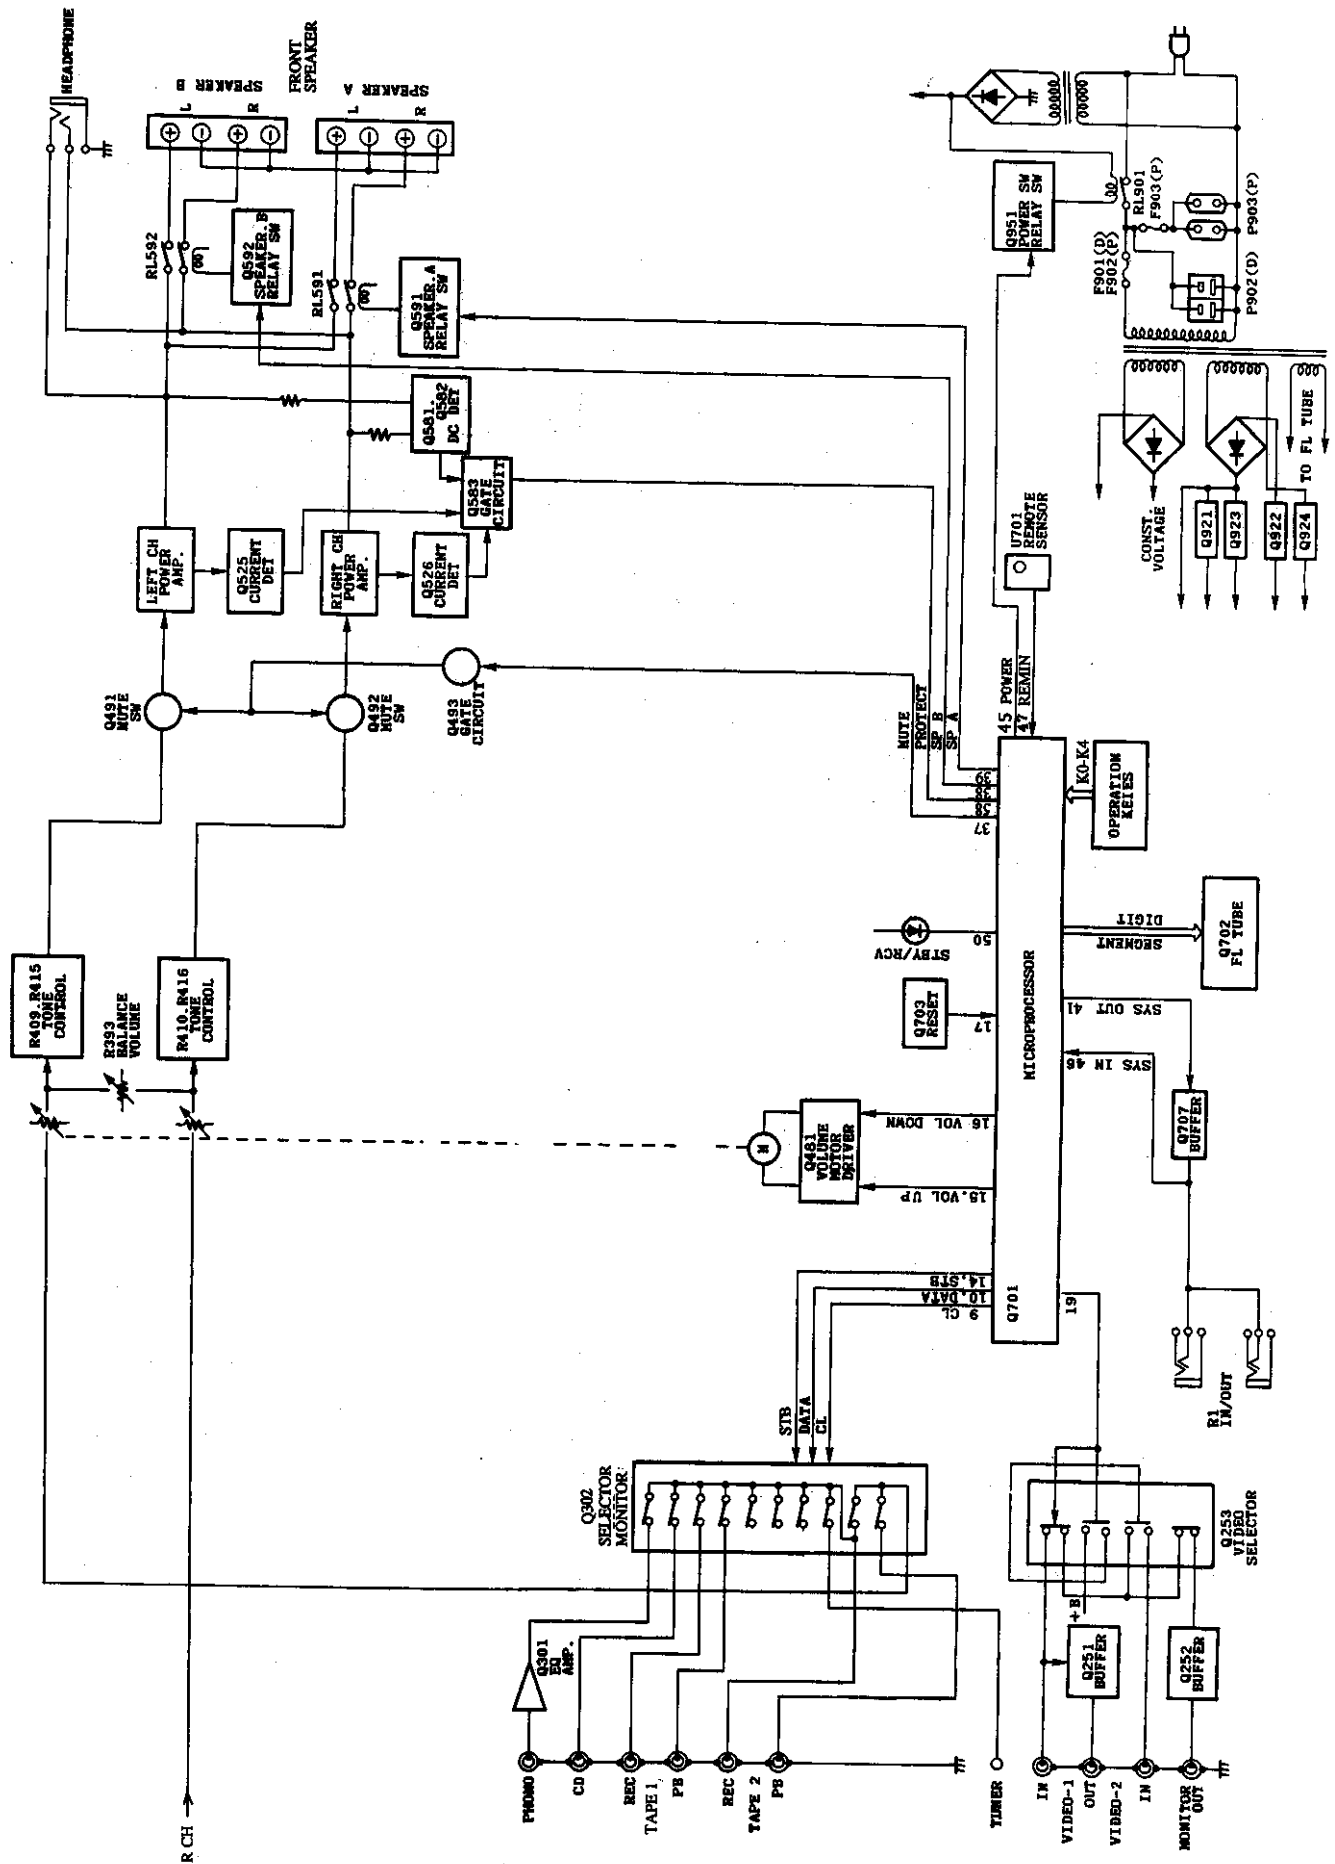 R CH
PHONO
CD
REC
TAPE 1
PB
REC
TAPE 2
PB
TUNER
IN
VIDEO-1
OUT
VIDEO-2
IN
MONITOR
OUT
Q301
EQ
AMP.
+B
Q251
BUFFER
Q252
BUFFER
Q302
SELECTOR
MONITOR
Q253
VIDEO
SELECTOR
STB
DATA
CL
R1
IN/OUT
14.STB
10.DATA
9 CL
19
Q701
MICROPROCESSOR
15.VOL UP
16 VOL DOWN
M
Q481
VOLUME
MOTOR
DRIVER
Q703
RESET
17
STBY/RCV
50
SYS IN 46
41 SYS OUT
Q707
BUFFER
SEGMENT
DIGIT
Q702
FL TUBE
K0-K4
OPERATION
KEIES
37
38
39
MUTE
PROTECT
SP B
SP A
45 POWER
47 REMIN
U701
REMOTE
SENSOR
R409.R415
TONE
CONTROL
R393
BALANCE
VOLUME
R410.R416
TONE
CONTROL
Q491
MUTE
SW
Q492
MUTE
SW
Q493
GATE
CIRCUIT
LEFT CH
POWER
AMP.
Q525
CURRENT
DET
RIGHT CH
POWER
AMP.
Q526
CURRENT
DET
Q583
GATE
CIRCUIT
Q581.
Q582
DC DET
RL592
Q592
SPEAKER.B
RELAY SW
RL591
Q591
SPEAKER.A
RELAY SW
HEADPHONE
SPEAKER B
L
R
FRONT
SPEAKER
SPEAKER A
L
R
Q951
POWER SW
RELAY SW
RL901
F903(P)
F901(D)
F902(P)
P903(P)
P902(D)
CONST.
VOLTAGE
TO FL TUBE
Q921
Q923
Q922
Q924